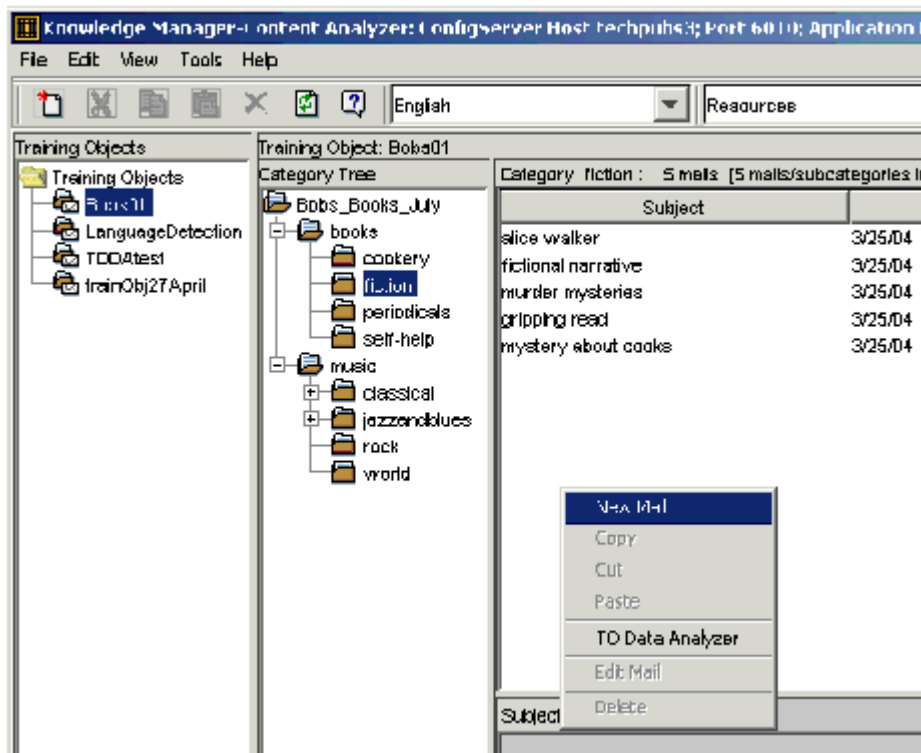 Knowledge Manager-Content Analyzer: Configserver Host techpubs3; Port 6010; Application
File Edit View Tools Help
English
Resources
Training Objects
Training Objects
LanguageDetection
TODAtest
trainObj27April
Training Object: Bobs01
Category Tree
Bobs_Books_July
books
cookery
fiction
periodicals
self-help
music
classical
jazzandblues
rock
world
Category fiction : 5 mails [5 mails/subcategories
Subject
alice walker 3/25/04
fictional narrative 3/25/04
murder mysteries 3/25/04
gripping read 3/25/04
mystery about cooks 3/25/04
New Mail
Copy
Cut
Paste
TO Data Analyzer
Edit Mail
Delete
Subject